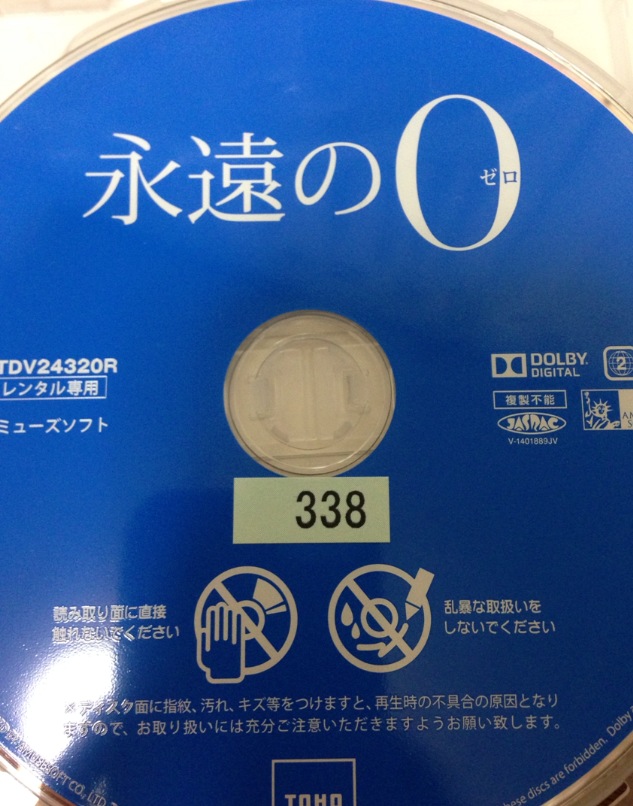 永遠の0
ゼロ
TDV24320R
レンタル専用
ミューズソフト
DOLBY
DIGITAL
2
複製不能
JASRAC
V-1401889JV
338
読み取り面に直接
触れないでください
乱暴な取扱いを
しないでください
ディスク面に指紋、汚れ、キズ等をつけますと、再生時の不具合の原因となり
ますので、お取り扱いには充分ご注意いただきますようお願い致します。
TOHO
se discs are forbidden. Dolby